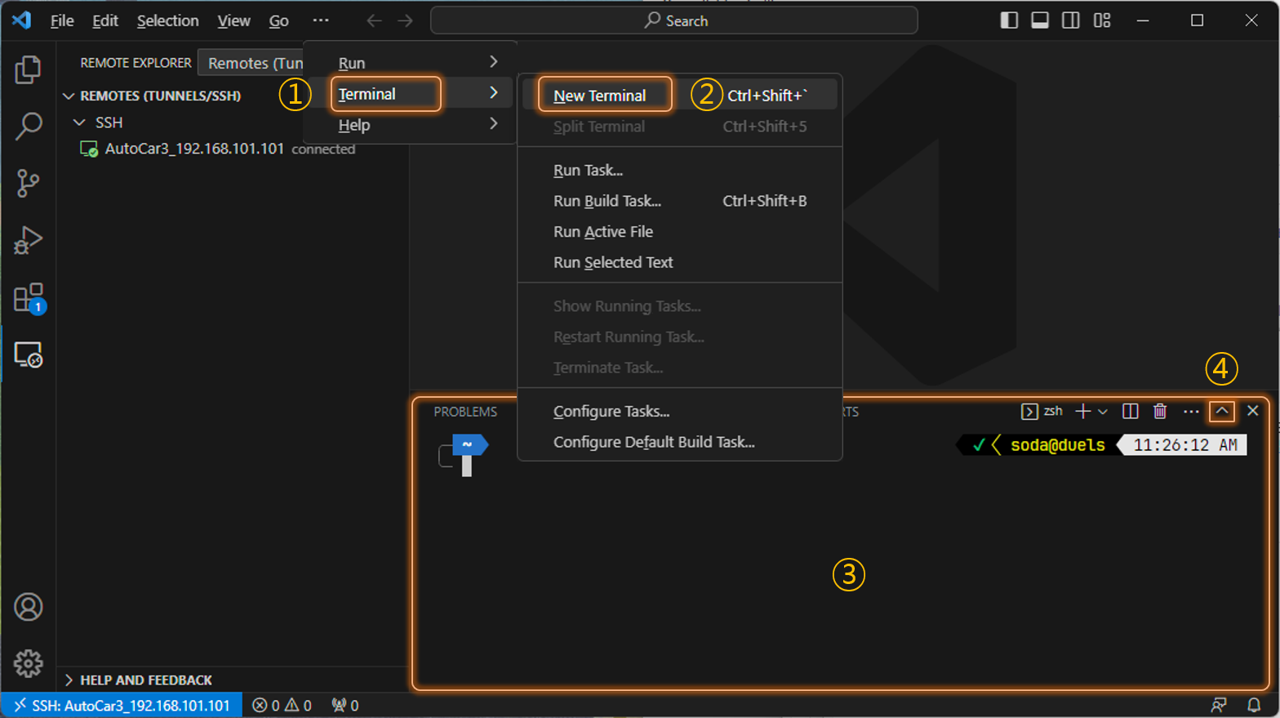 File Edit Selection View Go ··· Search
REMOTE EXPLORER Remotes (Tun
REMOTES (TUNNELS/SSH)
SSH
AutoCar3_192.168.101.101 connected
Run
① Terminal
Help
New Terminal ② Ctrl+Shift+`
Split Terminal Ctrl+Shift+5
Run Task...
Run Build Task... Ctrl+Shift+B
Run Active File
Run Selected Text
Show Running Tasks...
Restart Running Task...
Terminate Task...
Configure Tasks...
Configure Default Build Task...
1
④
PROBLEMS RTS zsh
~ soda@duels 11:26:12 AM
③
HELP AND FEEDBACK
SSH: AutoCar3_192.168.101.101 0 0 0